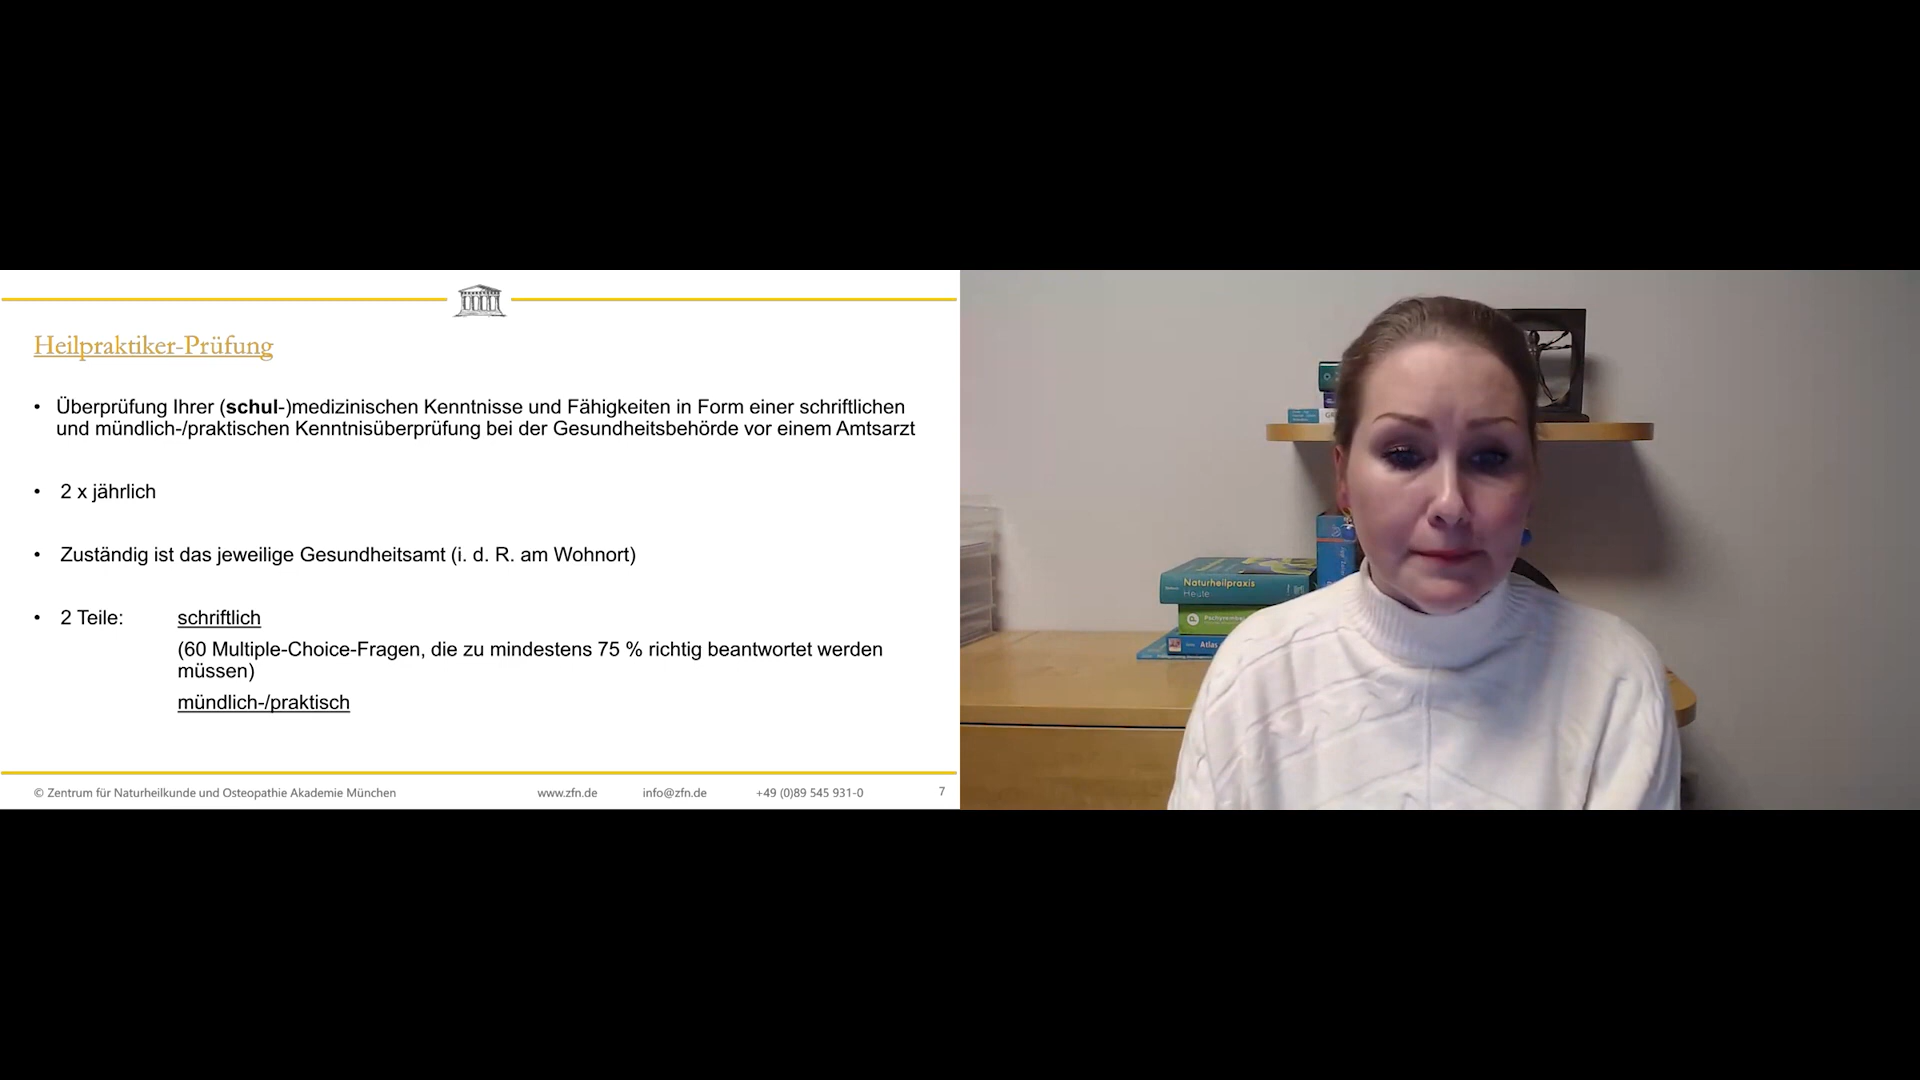 Heilpraktiker-Prüfung
• Überprüfung Ihrer (schul-)medizinischen Kenntnisse und Fähigkeiten in Form einer schriftlichen
und mündlich-/praktischen Kenntnisüberprüfung bei der Gesundheitsbehörde vor einem Amtsarzt
• 2 x jährlich
• Zuständig ist das jeweilige Gesundheitsamt (i. d. R. am Wohnort)
• 2 Teile: schriftlich
(60 Multiple-Choice-Fragen, die zu mindestens 75 % richtig beantwortet werden
müssen)
mündlich-/praktisch
© Zentrum für Naturheilkunde und Osteopathie Akademie München www.zfn.de info@zfn.de +49 (0)89 545 931-0 7
Naturheilpraxis
Heute
Atlas